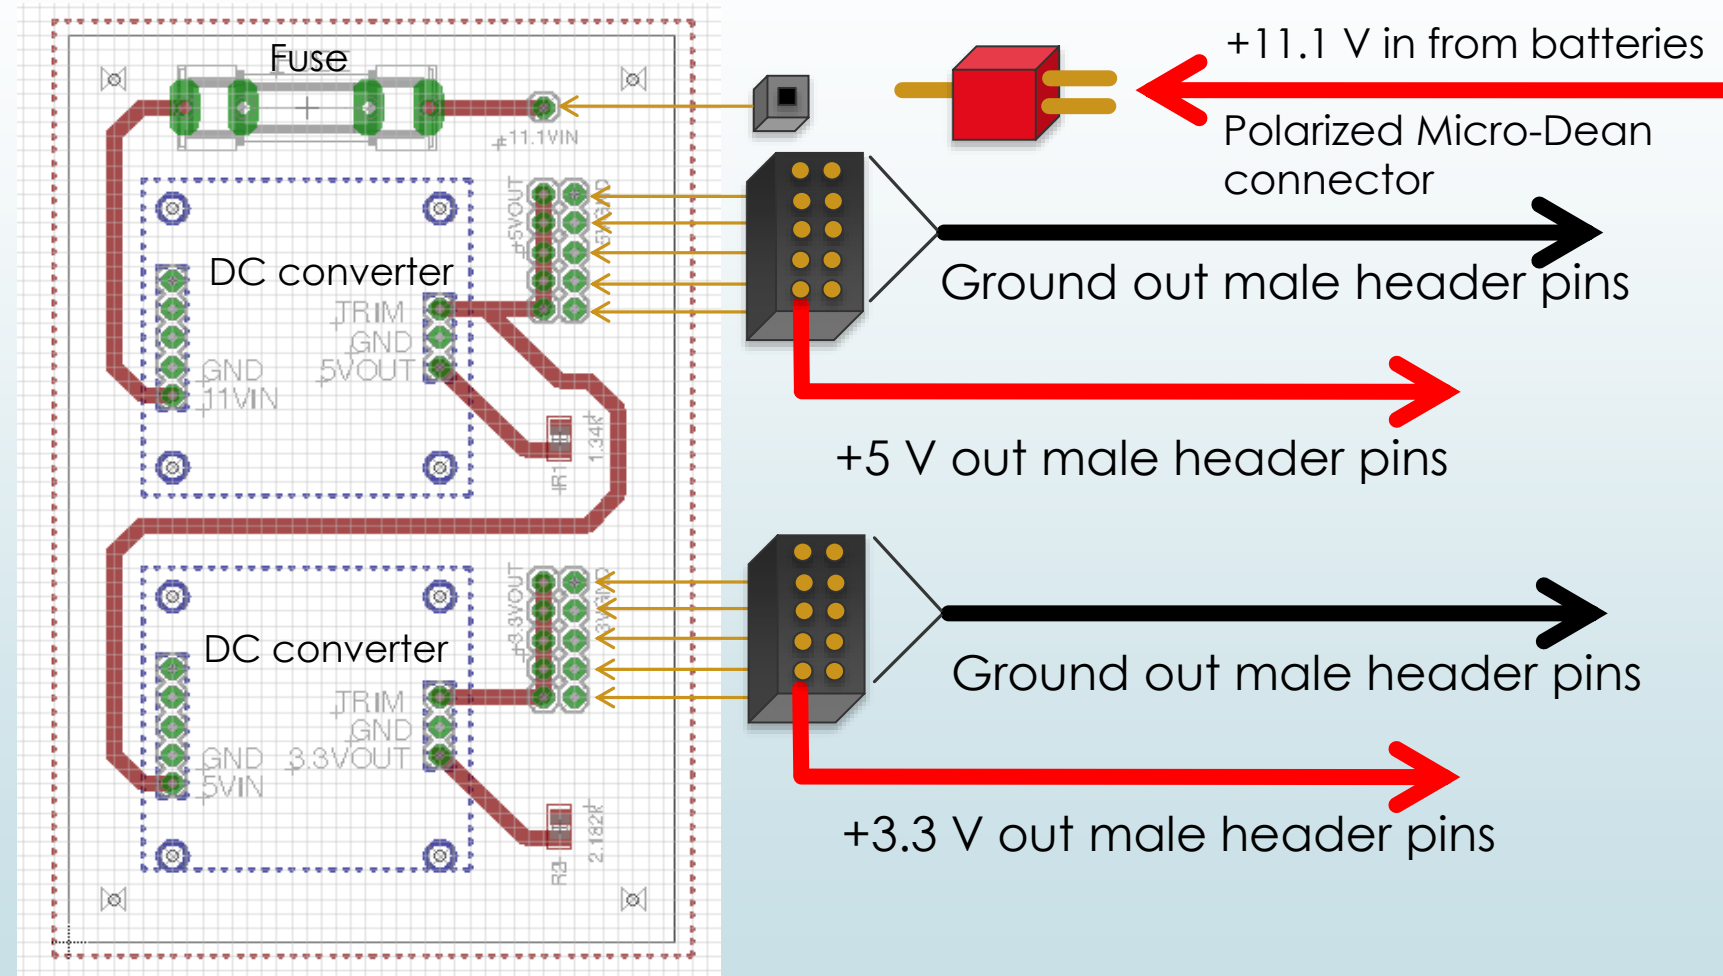 Fuse
+11.1 V in from batteries
+11.1VIN
Polarized Micro-Dean
connector
+5VOUT
DC converter
Ground out male header pins
TRIM
GND
GND
5VOUT
11VIN
1.34K
+5 V out male header pins
R1
+3.3VOUT
DC converter
Ground out male header pins
TRIM
GND
GND
3.3VOUT
5VIN
2.182K
+3.3 V out male header pins
R2